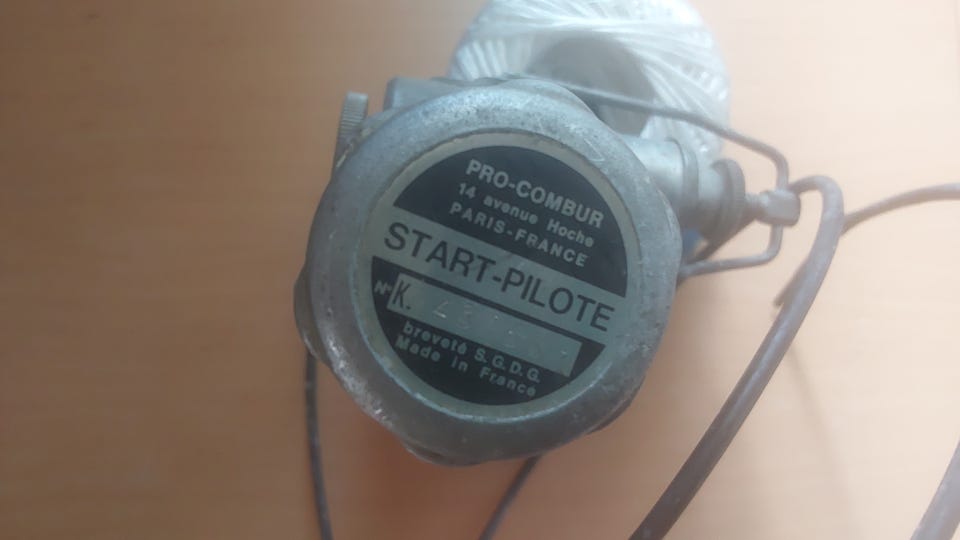 PRO-COMBUR
14 avenue Hoche
PARIS-FRANCE
START-PILOTE
N° K.
breveté S.G.D.G.
Made in France